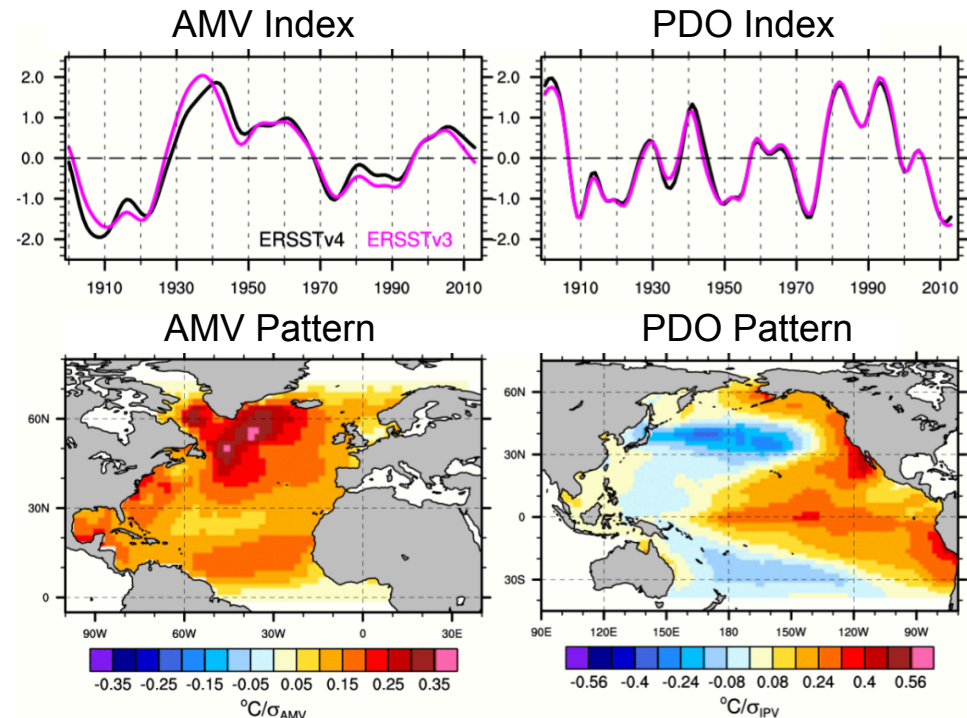 AMV Index
PDO Index
2.0
1.0
0.0
-1.0
-2.0
ERSSTv4 ERSSTv3
1910 1930 1950 1970 1990 2010
2.0
1.0
0.0
-1.0
-2.0
1910 1930 1950 1970 1990 2010
AMV Pattern
PDO Pattern
60N
30N
0
90W 60W 30W 0 30E
60N
30N
0
30S
90E 120E 150E 180 150W 120W 90W
-0.35 -0.25 -0.15 -0.05 0.05 0.15 0.25 0.35
°C/σAMV
-0.56 -0.4 -0.24 -0.08 0.08 0.24 0.4 0.56
°C/σIPV